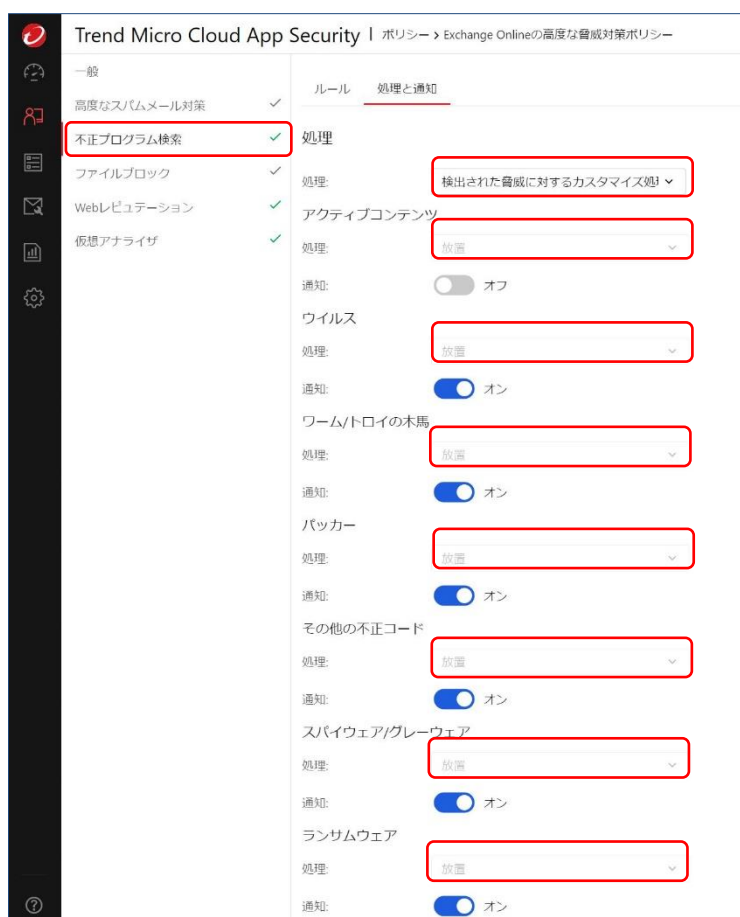 Trend Micro Cloud App Security | ポリシー > Exchange Onlineの高度な脅威対策ポリシー
一般
高度なスパムメール対策
不正プログラム検索
ファイルブロック
Webレピュテーション
仮想アナライザ
ルール 処理と通知
処理
処理: 検出された脅威に対するカスタマイズ処
アクティブコンテンツ
処理: 放置
通知: オフ
ウイルス
処理: 放置
通知: オン
ワーム/トロイの木馬
処理: 放置
通知: オン
パッカー
処理: 放置
通知: オン
その他の不正コード
処理: 放置
通知: オン
スパイウェア/グレーウェア
処理: 放置
通知: オン
ランサムウェア
処理: 放置
通知: オン